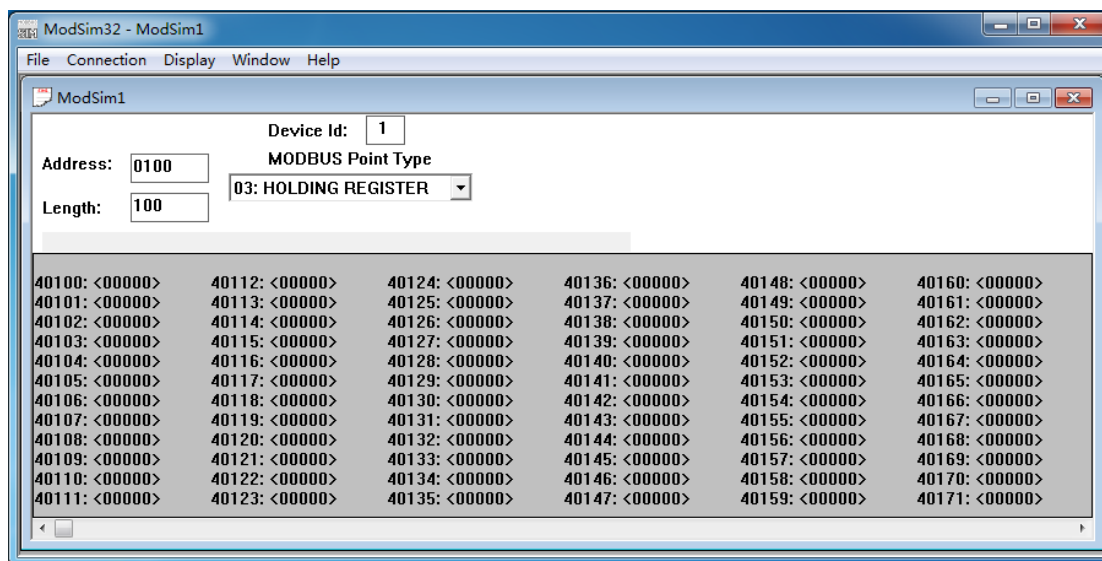 ModSim32 - ModSim1
File Connection Display Window Help
ModSim1
Device Id: 1
Address: 0100
MODBUS Point Type
03: HOLDING REGISTER
Length: 100
40100: <00000> 40112: <00000> 40124: <00000> 40136: <00000> 40148: <00000> 40160: <00000>
40101: <00000> 40113: <00000> 40125: <00000> 40137: <00000> 40149: <00000> 40161: <00000>
40102: <00000> 40114: <00000> 40126: <00000> 40138: <00000> 40150: <00000> 40162: <00000>
40103: <00000> 40115: <00000> 40127: <00000> 40139: <00000> 40151: <00000> 40163: <00000>
40104: <00000> 40116: <00000> 40128: <00000> 40140: <00000> 40152: <00000> 40164: <00000>
40105: <00000> 40117: <00000> 40129: <00000> 40141: <00000> 40153: <00000> 40165: <00000>
40106: <00000> 40118: <00000> 40130: <00000> 40142: <00000> 40154: <00000> 40166: <00000>
40107: <00000> 40119: <00000> 40131: <00000> 40143: <00000> 40155: <00000> 40167: <00000>
40108: <00000> 40120: <00000> 40132: <00000> 40144: <00000> 40156: <00000> 40168: <00000>
40109: <00000> 40121: <00000> 40133: <00000> 40145: <00000> 40157: <00000> 40169: <00000>
40110: <00000> 40122: <00000> 40134: <00000> 40146: <00000> 40158: <00000> 40170: <00000>
40111: <00000> 40123: <00000> 40135: <00000> 40147: <00000> 40159: <00000> 40171: <00000>